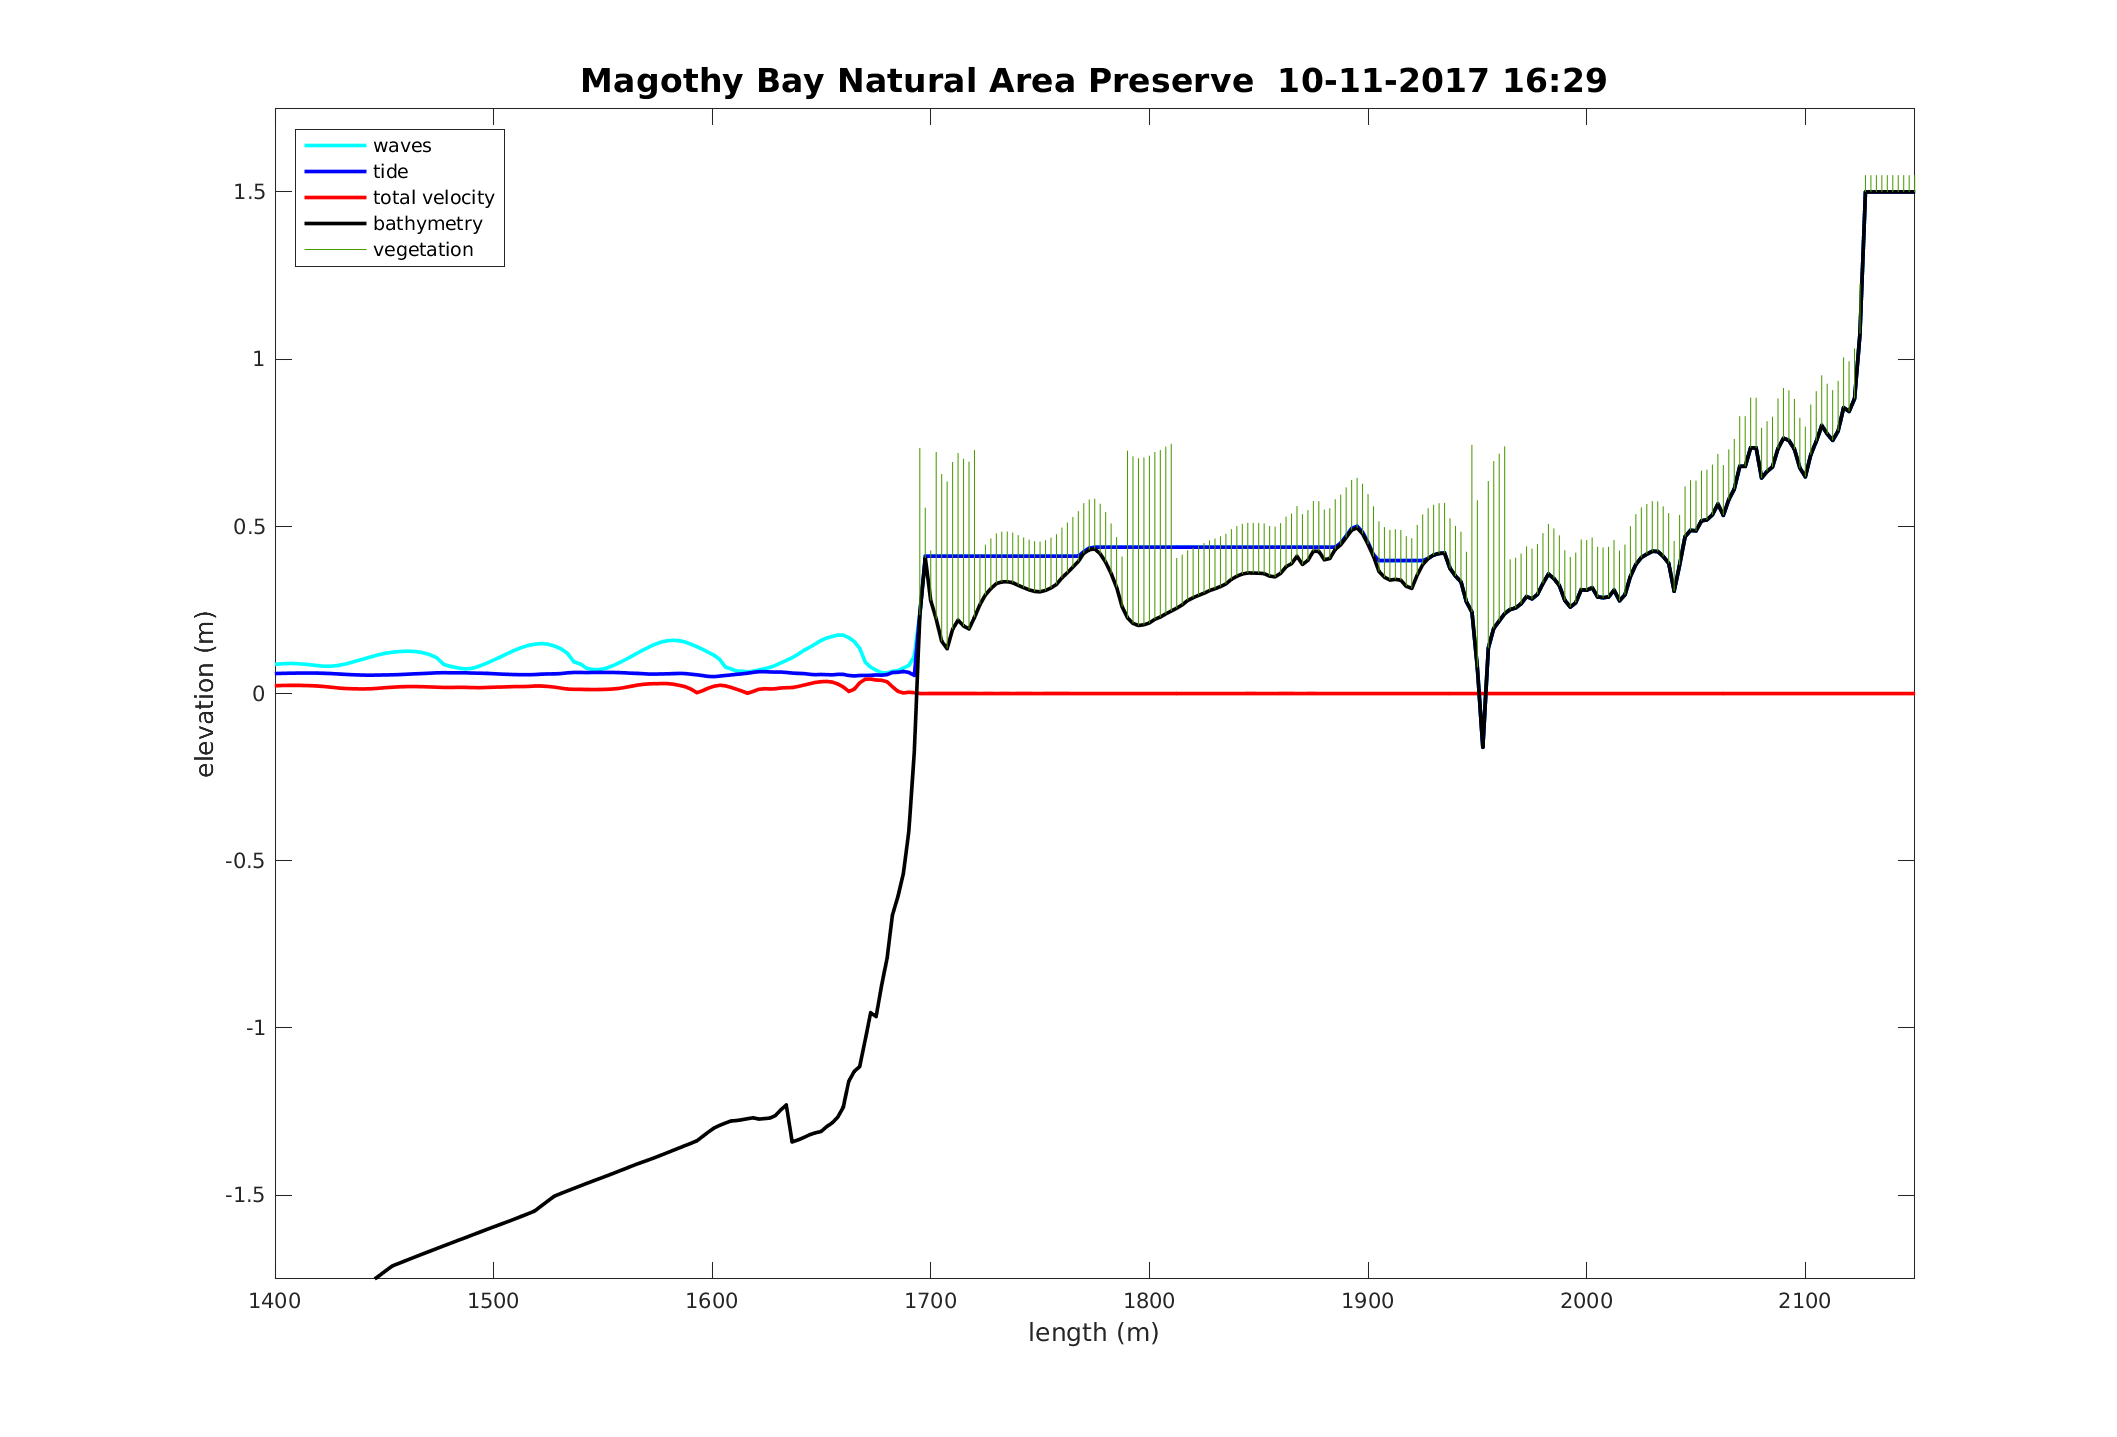 Magothy Bay Natural Area Preserve  10-11-2017 16:29
waves
tide
total velocity
bathymetry
vegetation
1.5
1
0.5
0
-0.5
-1
-1.5
elevation (m)
1400 1500 1600 1700 1800 1900 2000 2100
length (m)